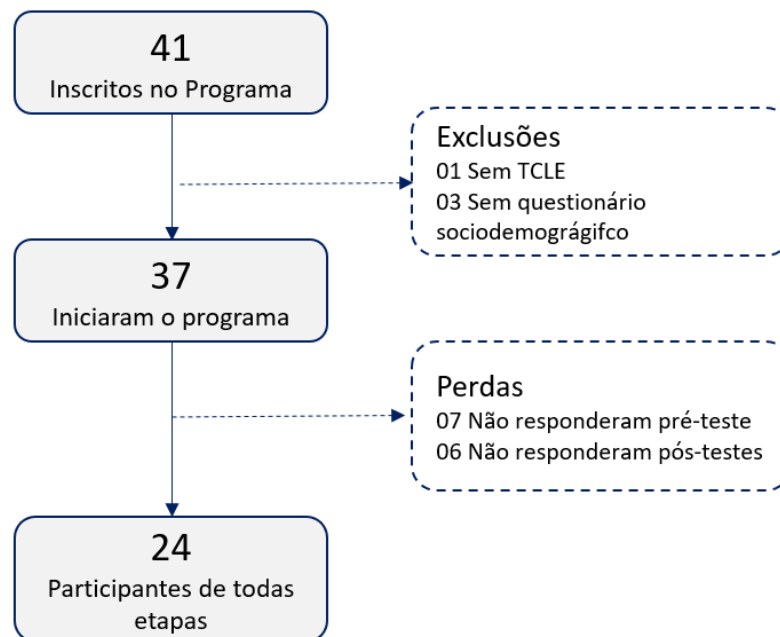 41
Inscritos no Programa
Exclusões
01 Sem TCLE
03 Sem questionário
sociodemográgifco
37
Iniciaram o programa
Perdas
07 Não responderam pré-teste
06 Não responderam pós-testes
24
Participantes de todas
etapas